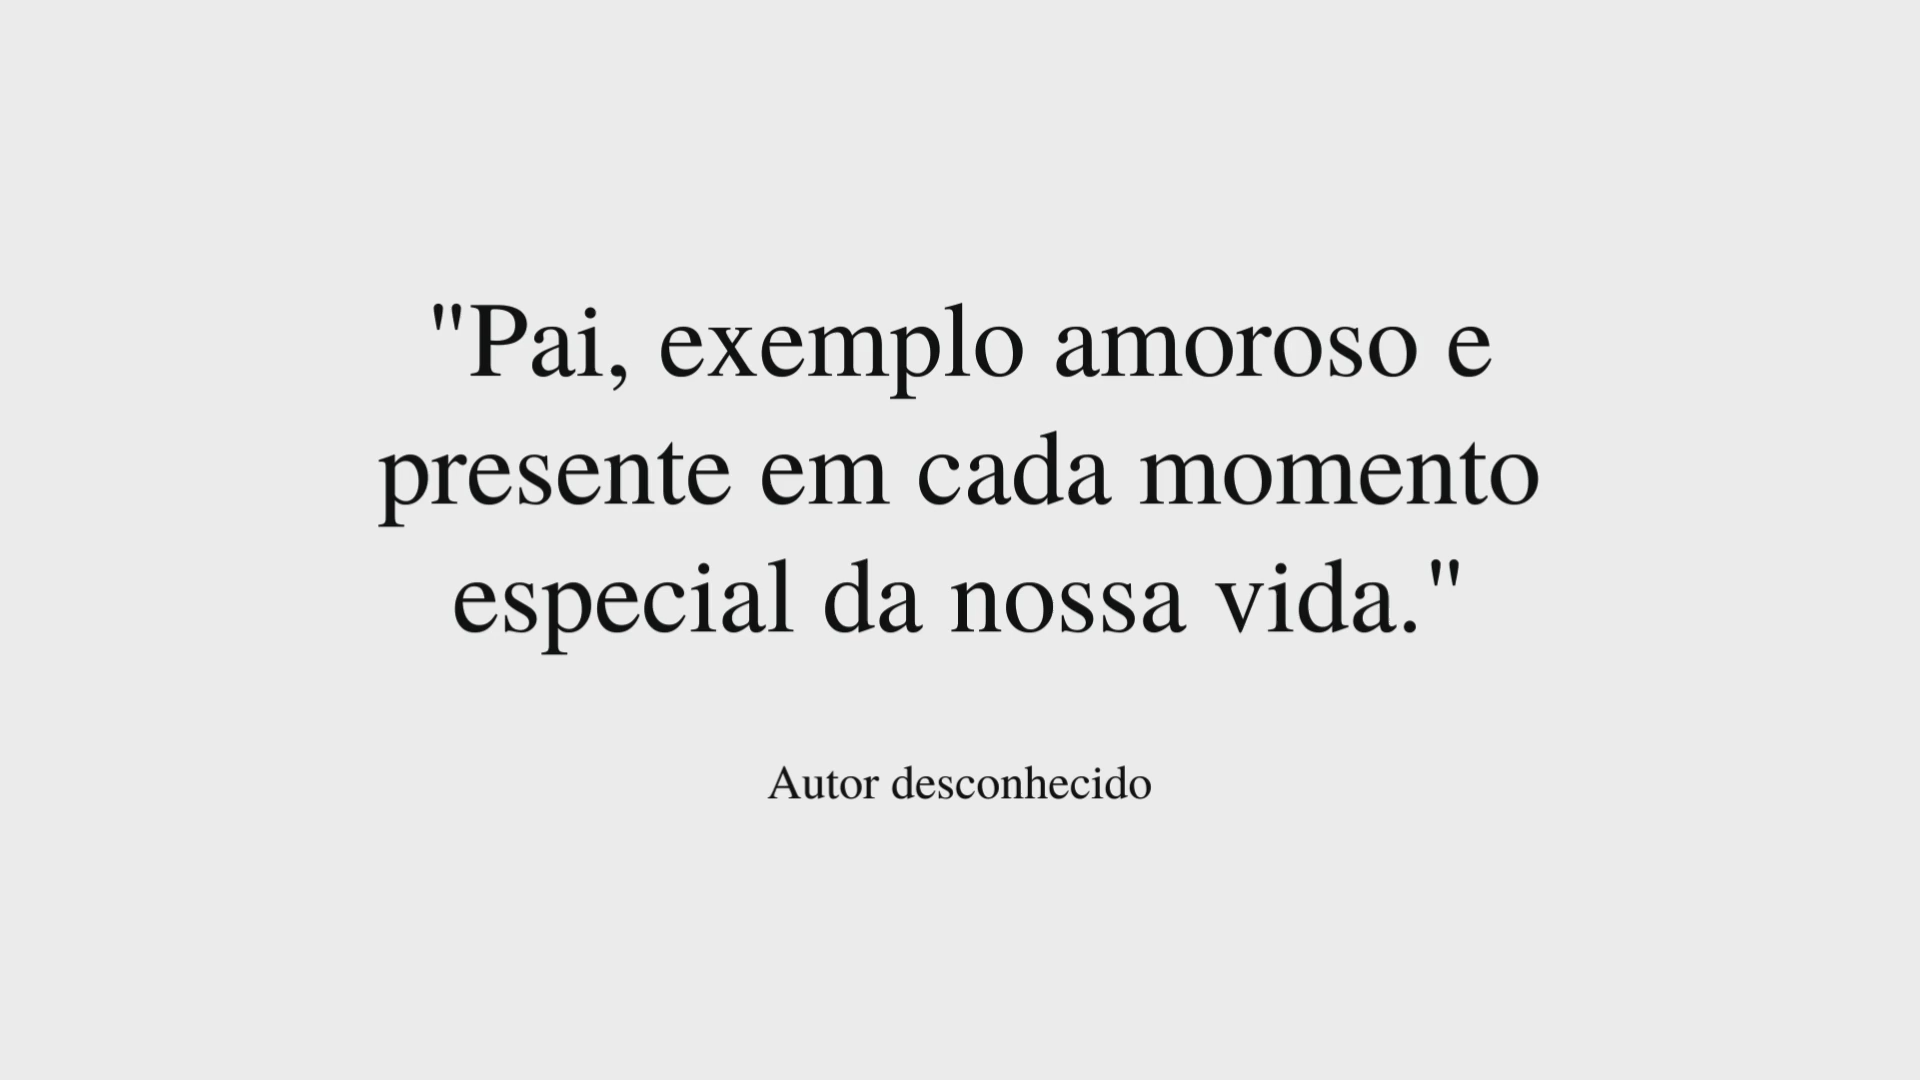 "Pai, exemplo amoroso e
presente em cada momento
especial da nossa vida."
Autor desconhecido